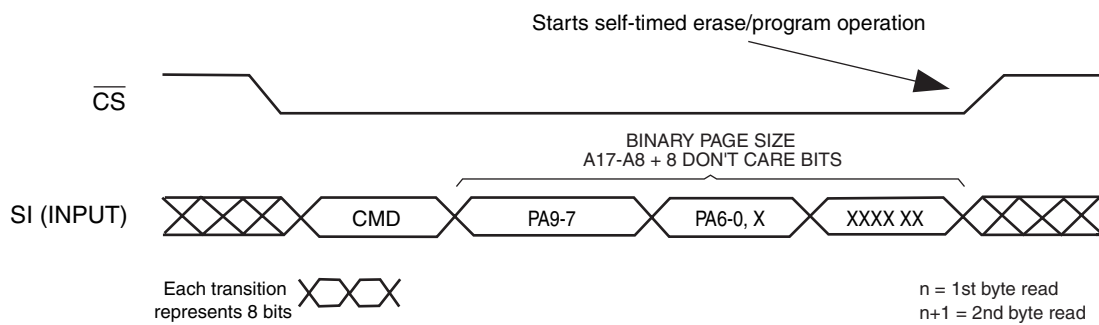 Starts self-timed erase/program operation
CS
BINARY PAGE SIZE
A17-A8 + 8 DON'T CARE BITS
SI (INPUT)
CMD
PA9-7
PA6-0, X
XXXX XX
Each transition
represents 8 bits
n = 1st byte read
n+1 = 2nd byte read